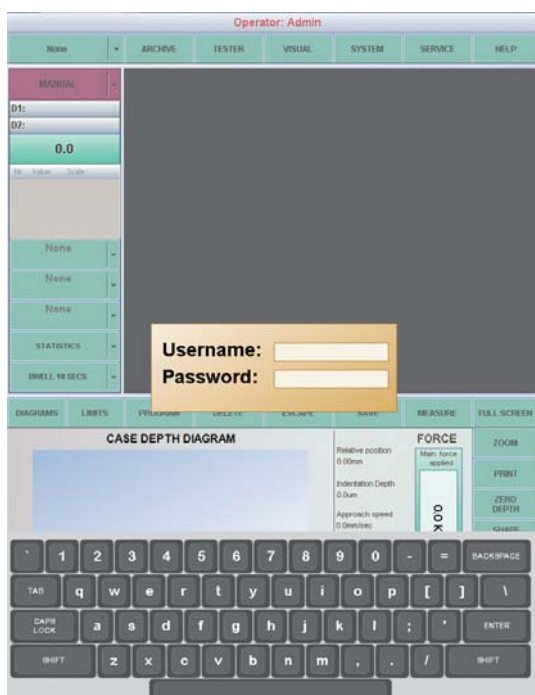 Operator: Admin
None ARCHIVE TESTER VISUAL SYSTEM SERVICE HELP
MANUAL
D1:
D2:
0.0
Nr Value Scale
None
None
None
STATISTICS
DWELL 10 SECS
Username:
Password:
DIAGRAMS LIMITS PROGRAM DELETE ESCAPE SAVE MEASURE FULL SCREEN
CASE DEPTH DIAGRAM
Relative position
0.00mm
Indentation Depth
0.0um
Approach speed
0.0mm/sec
FORCE
Main force
applied
0.0 K
ZOOM
PRINT
ZERO
DEPTH
SHAPE
` 1 2 3 4 5 6 7 8 9 0 - = BACKSPACE
TAB q w e r t y u i o p [ ] \
CAPS LOCK a s d f g h j k l ; ' ENTER
SHIFT z x c v b n m , . / SHIFT